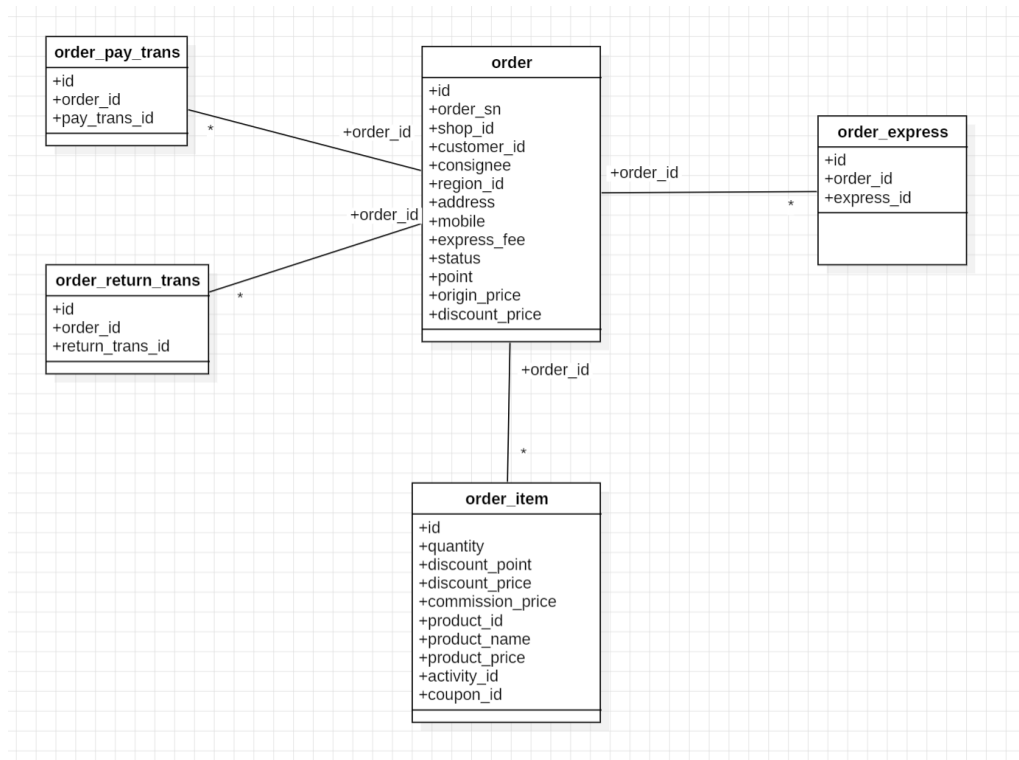 order_pay_trans
+id
+order_id
+pay_trans_id
*
+order_id
order
+id
+order_sn
+shop_id
+customer_id
+consignee
+region_id
+address
+mobile
+express_fee
+status
+point
+origin_price
+discount_price
order_express
+id
+order_id
+express_id
+order_id
*
+order_id
*
order_return_trans
+id
+order_id
+return_trans_id
+order_id
*
order_item
+id
+quantity
+discount_point
+discount_price
+commission_price
+product_id
+product_name
+product_price
+activity_id
+coupon_id